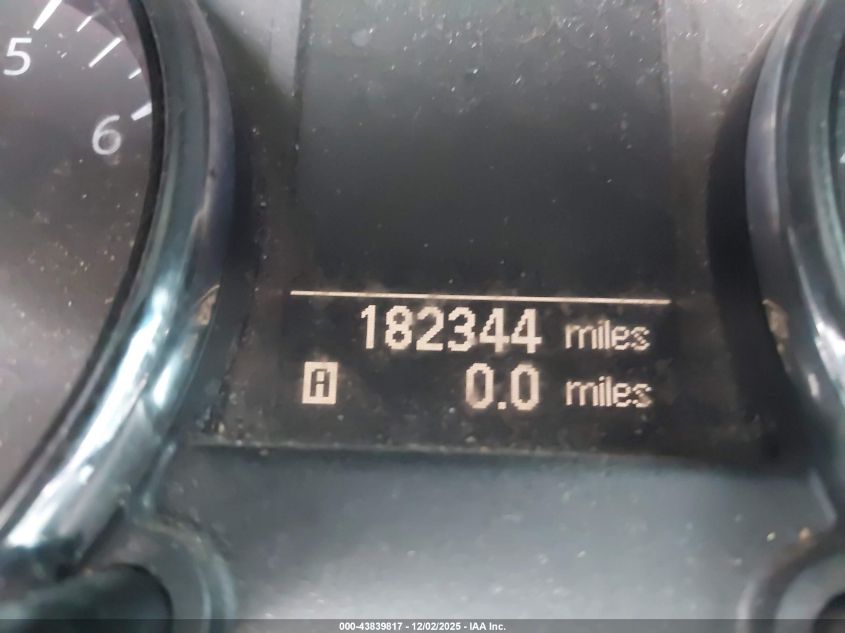 5
6
182344 miles
A 0.0 miles
000-43839817 - 12/02/2025 - IAA Inc.